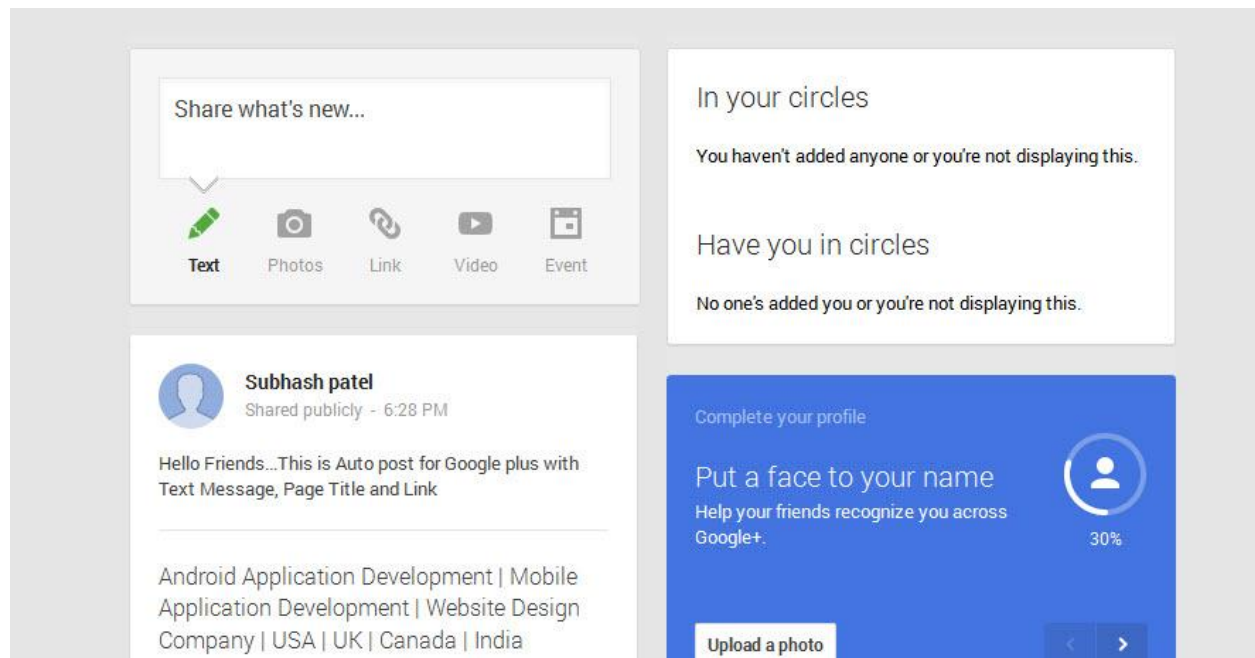 Share what's new...
Text
Photos
Link
Video
Event
Subhash patel
Shared publicly - 6:28 PM
Hello Friends...This is Auto post for Google plus with
Text Message, Page Title and Link
Android Application Development | Mobile
Application Development | Website Design
Company | USA | UK | Canada | India
In your circles
You haven't added anyone or you're not displaying this.
Have you in circles
No one's added you or you're not displaying this.
Complete your profile
Put a face to your name
Help your friends recognize you across
Google+.
30%
Upload a photo